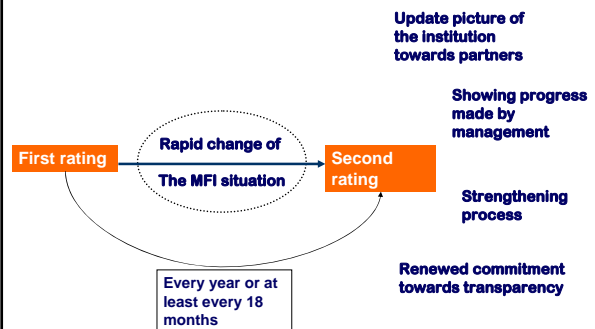 Update picture of
the institution
towards partners
Showing progress
made by
management
Rapid change of
First rating
Second
rating
The MFI situation
Strengthening
process
Renewed commitment
towards transparency
Every year or at
least every 18
months